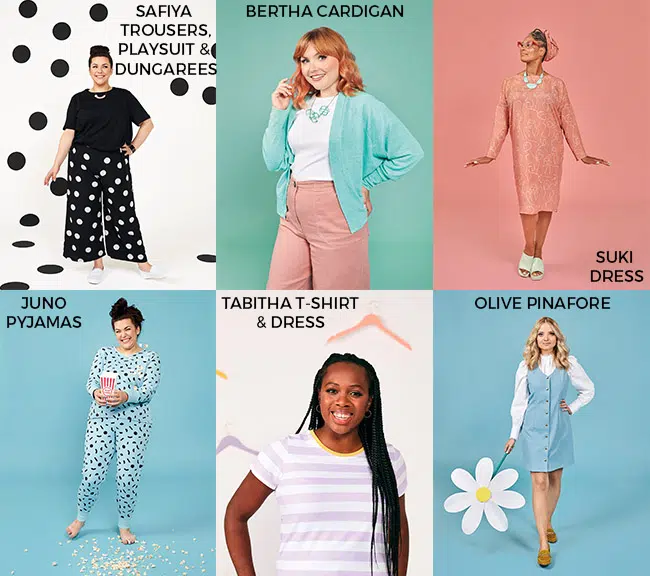 SAFIYA
TROUSERS,
PLAYSUIT &
DUNGAREES
BERTHA CARDIGAN
SUKI
DRESS
JUNO
PYJAMAS
TABITHA T-SHIRT
& DRESS
OLIVE PINAFORE